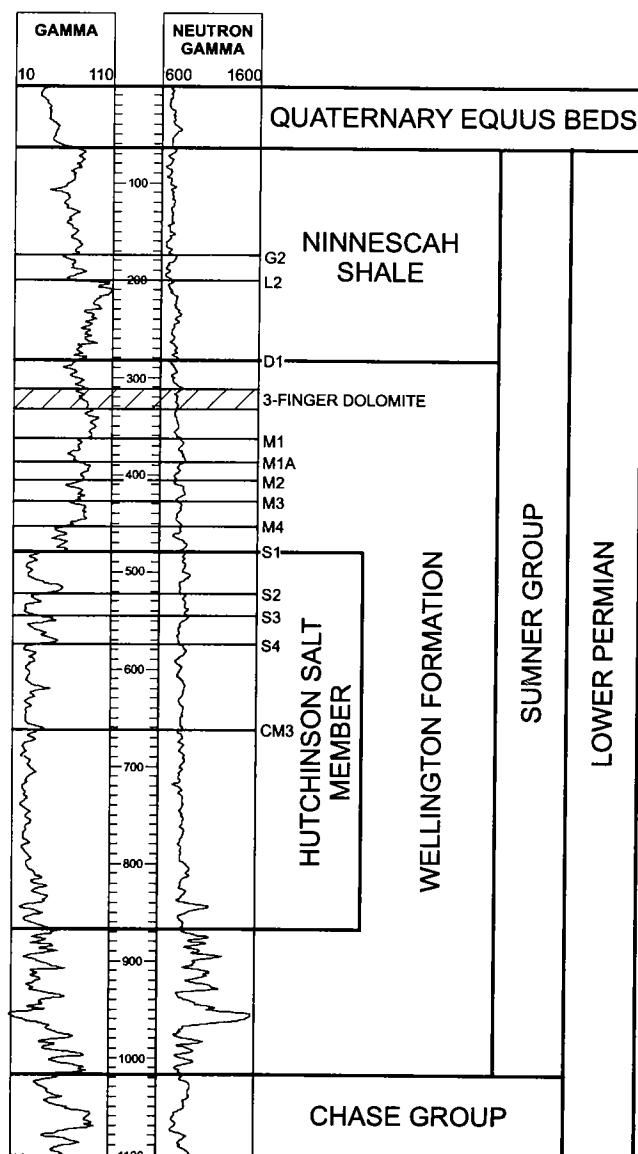 GAMMA
NEUTRON
GAMMA
10 110 600 1600
QUATERNARY EQUUS BEDS
100
NINNESCAH
SHALE
G2
200
L2
D1
300
3-FINGER DOLOMITE
M1
M1A
400
M2
M3
M4
S1
500
S2
S3
S4
600
CM3
700
800
900
1000
HUTCHINSON SALT
MEMBER
WELLINGTON FORMATION
SUMNER GROUP
LOWER PERMIAN
CHASE GROUP